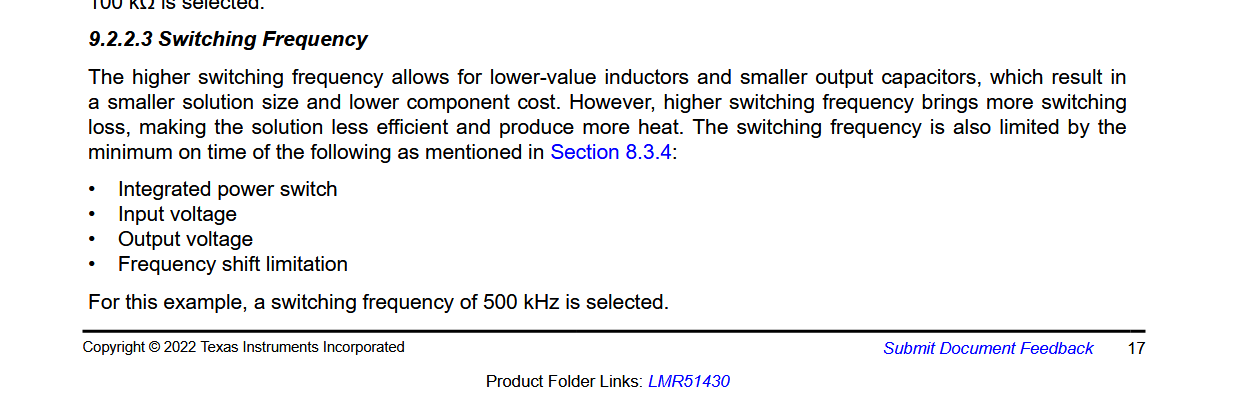 100 kΩ is selected.
9.2.2.3 Switching Frequency
The higher switching frequency allows for lower-value inductors and smaller output capacitors, which result in
a smaller solution size and lower component cost. However, higher switching frequency brings more switching
loss, making the solution less efficient and produce more heat. The switching frequency is also limited by the
minimum on time of the following as mentioned in Section 8.3.4:
• Integrated power switch
• Input voltage
• Output voltage
• Frequency shift limitation
For this example, a switching frequency of 500 kHz is selected.
Copyright © 2022 Texas Instruments Incorporated Submit Document Feedback 17
Product Folder Links: LMR51430